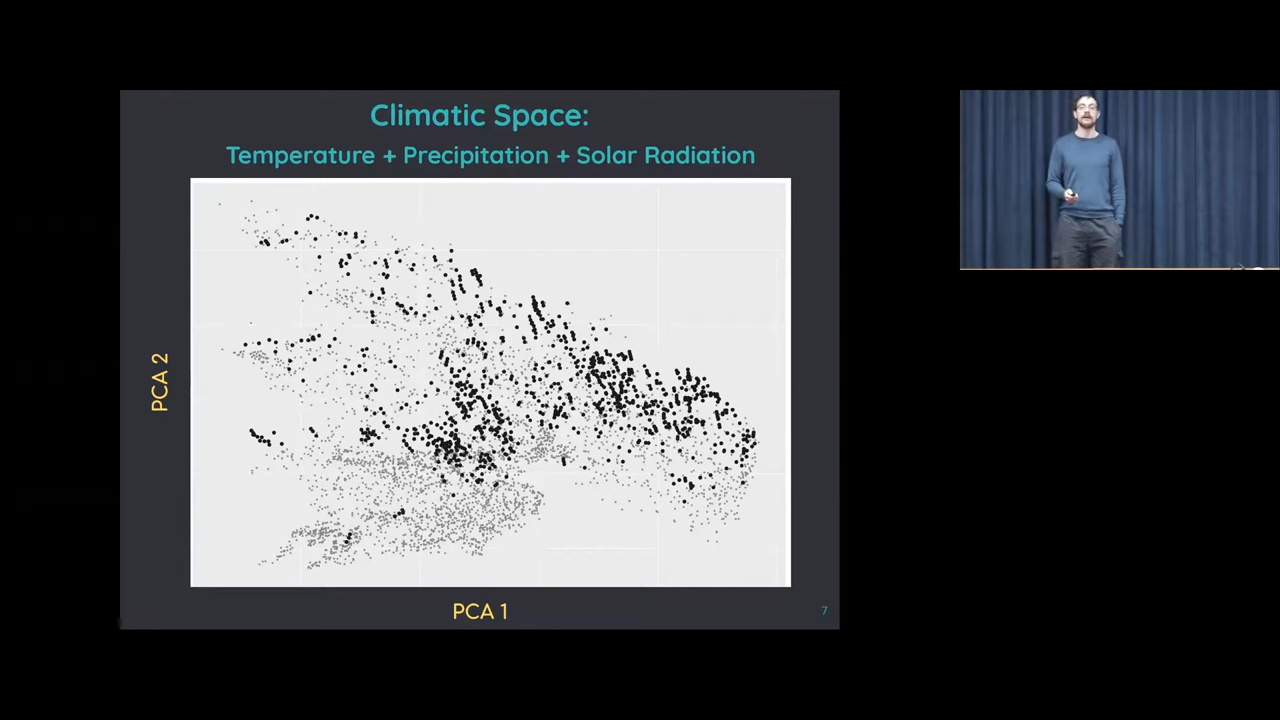 Climatic Space:
Temperature + Precipitation + Solar Radiation
PCA 2
PCA 1
7